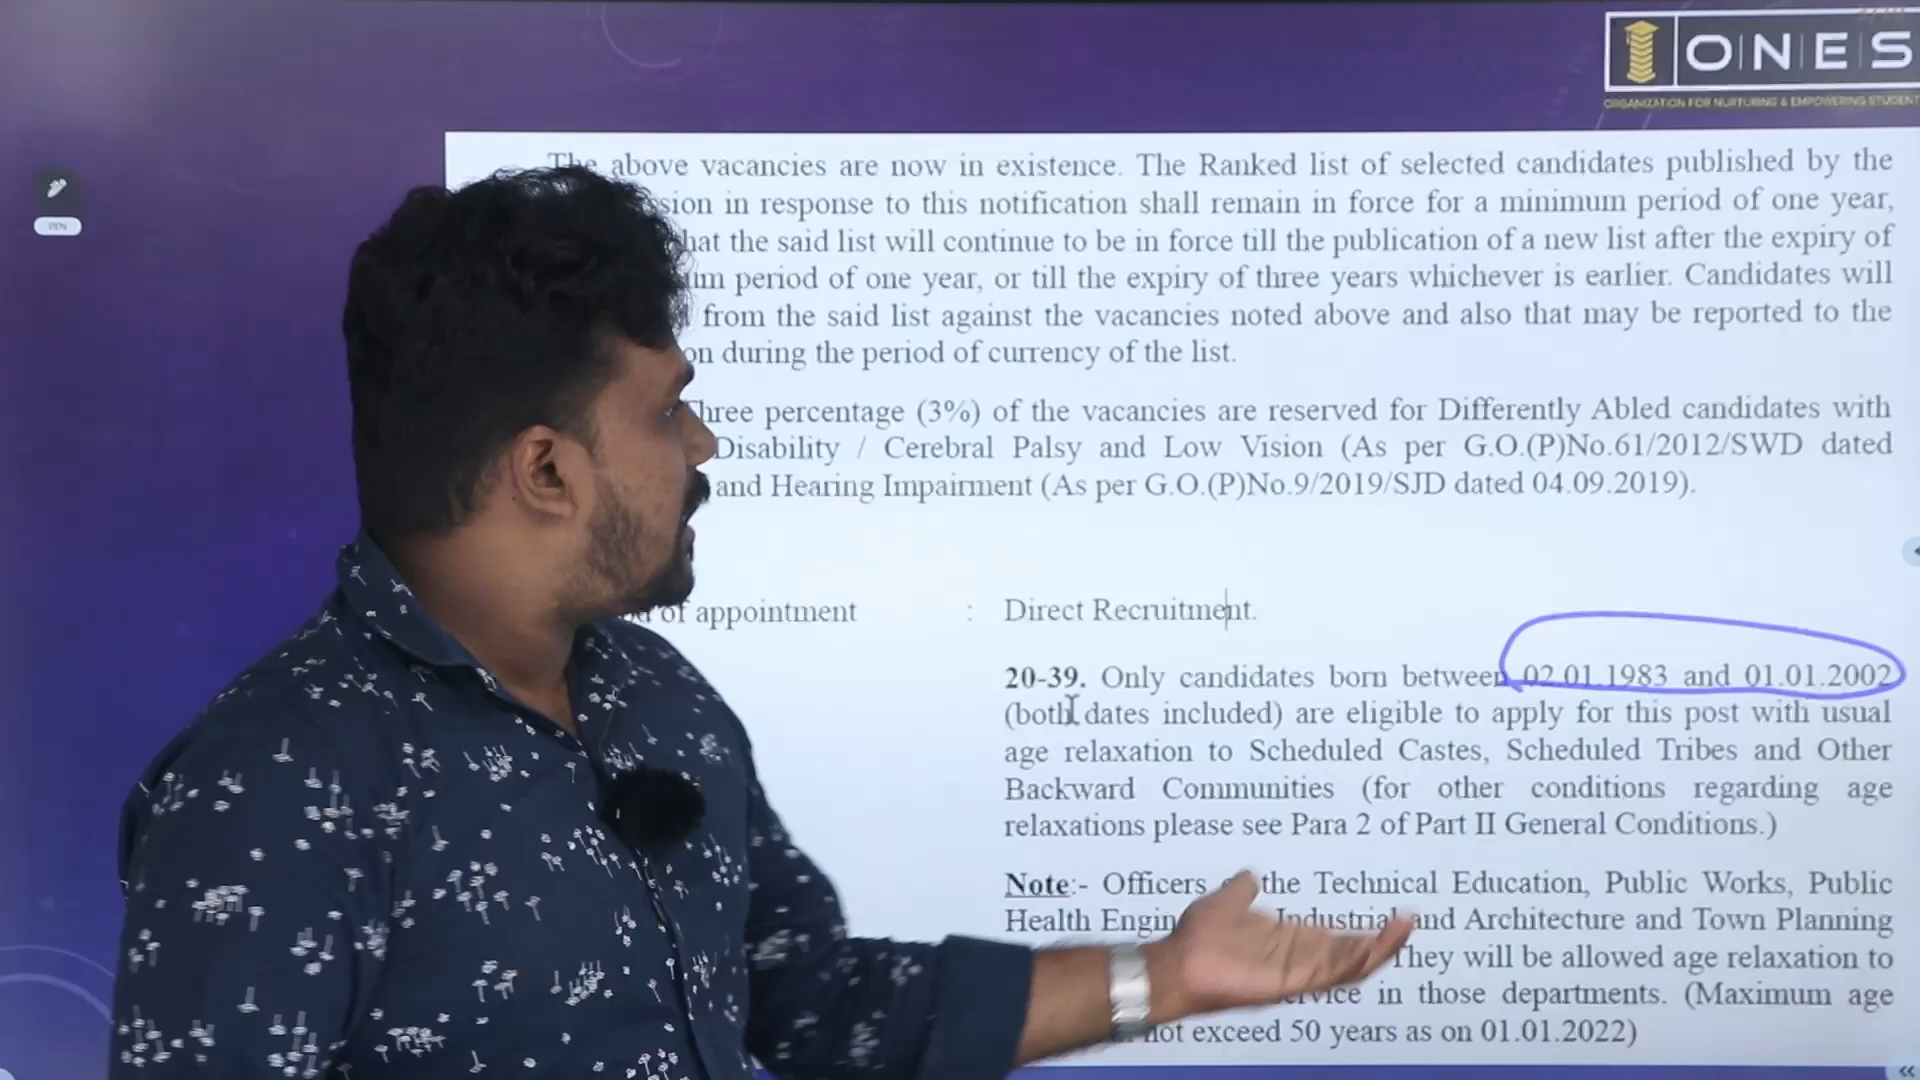 ONES
ORGANIZATION FOR NURTURING & EMPOWERING STUDENT
PEN
The above vacancies are now in existence. The Ranked list of selected candidates published by the
sion in response to this notification shall remain in force for a minimum period of one year,
hat the said list will continue to be in force till the publication of a new list after the expiry of
um period of one year, or till the expiry of three years whichever is earlier. Candidates will
from the said list against the vacancies noted above and also that may be reported to the
on during the period of currency of the list.
Three percentage (3%) of the vacancies are reserved for Differently Abled candidates with
Disability / Cerebral Palsy and Low Vision (As per G.O.(P)No.61/2012/SWD dated
and Hearing Impairment (As per G.O.(P)No.9/2019/SJD dated 04.09.2019).
of appointment : Direct Recruitment.
20-39. Only candidates born between 02.01.1983 and 01.01.2002
(both dates included) are eligible to apply for this post with usual
age relaxation to Scheduled Castes, Scheduled Tribes and Other
Backward Communities (for other conditions regarding age
relaxations please see Para 2 of Part II General Conditions.)
Note:- Officers the Technical Education, Public Works, Public
Health Engin Industrial and Architecture and Town Planning
They will be allowed age relaxation to
ervice in those departments. (Maximum age
not exceed 50 years as on 01.01.2022)